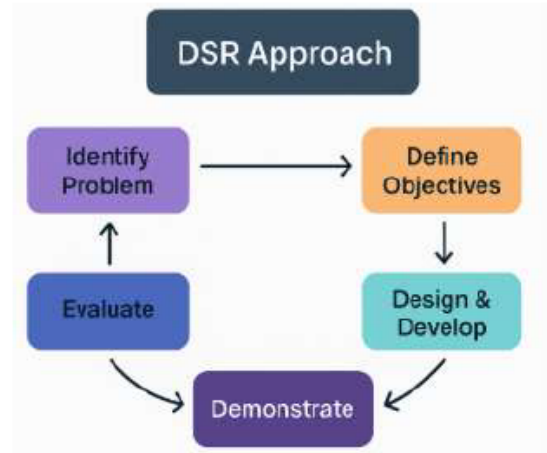 DSR Approach
Identify
Problem
Define
Objectives
Evaluate
Design &
Develop
Demonstrate